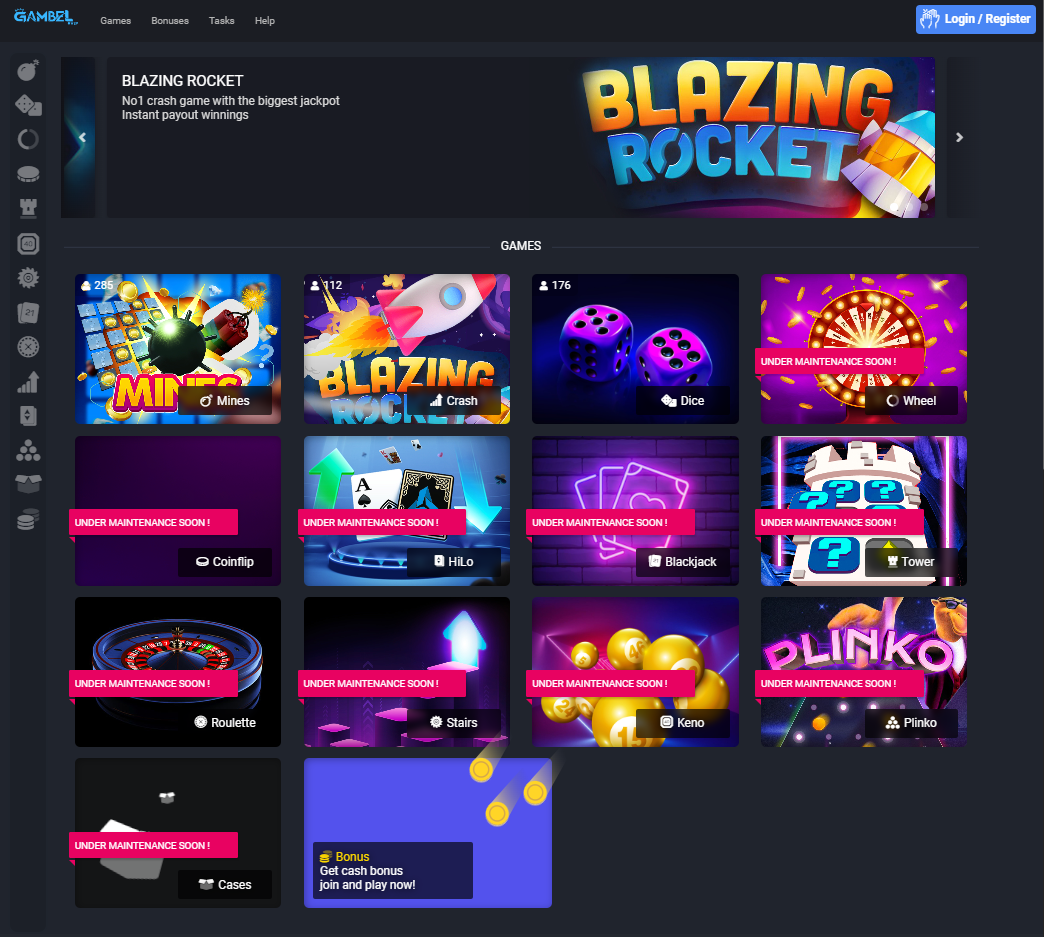 GAMBEL
Games
Bonuses
Tasks
Help
Login / Register
BLAZING ROCKET
No1 crash game with the biggest jackpot
Instant payout winnings
BLAZING
ROCKET
GAMES
285
MINES
Mines
112
BLAZING
ROCKET
Crash
176
Dice
UNDER MAINTENANCE SOON !
Wheel
UNDER MAINTENANCE SOON !
Coinflip
A
UNDER MAINTENANCE SOON !
HiLo
UNDER MAINTENANCE SOON !
Blackjack
? ?
?
UNDER MAINTENANCE SOON !
?
Tower
UNDER MAINTENANCE SOON !
Roulette
UNDER MAINTENANCE SOON !
Stairs
UNDER MAINTENANCE SOON !
15
Keno
PLINKO
UNDER MAINTENANCE SOON !
Plinko
UNDER MAINTENANCE SOON !
Cases
Bonus
Get cash bonus
join and play now!